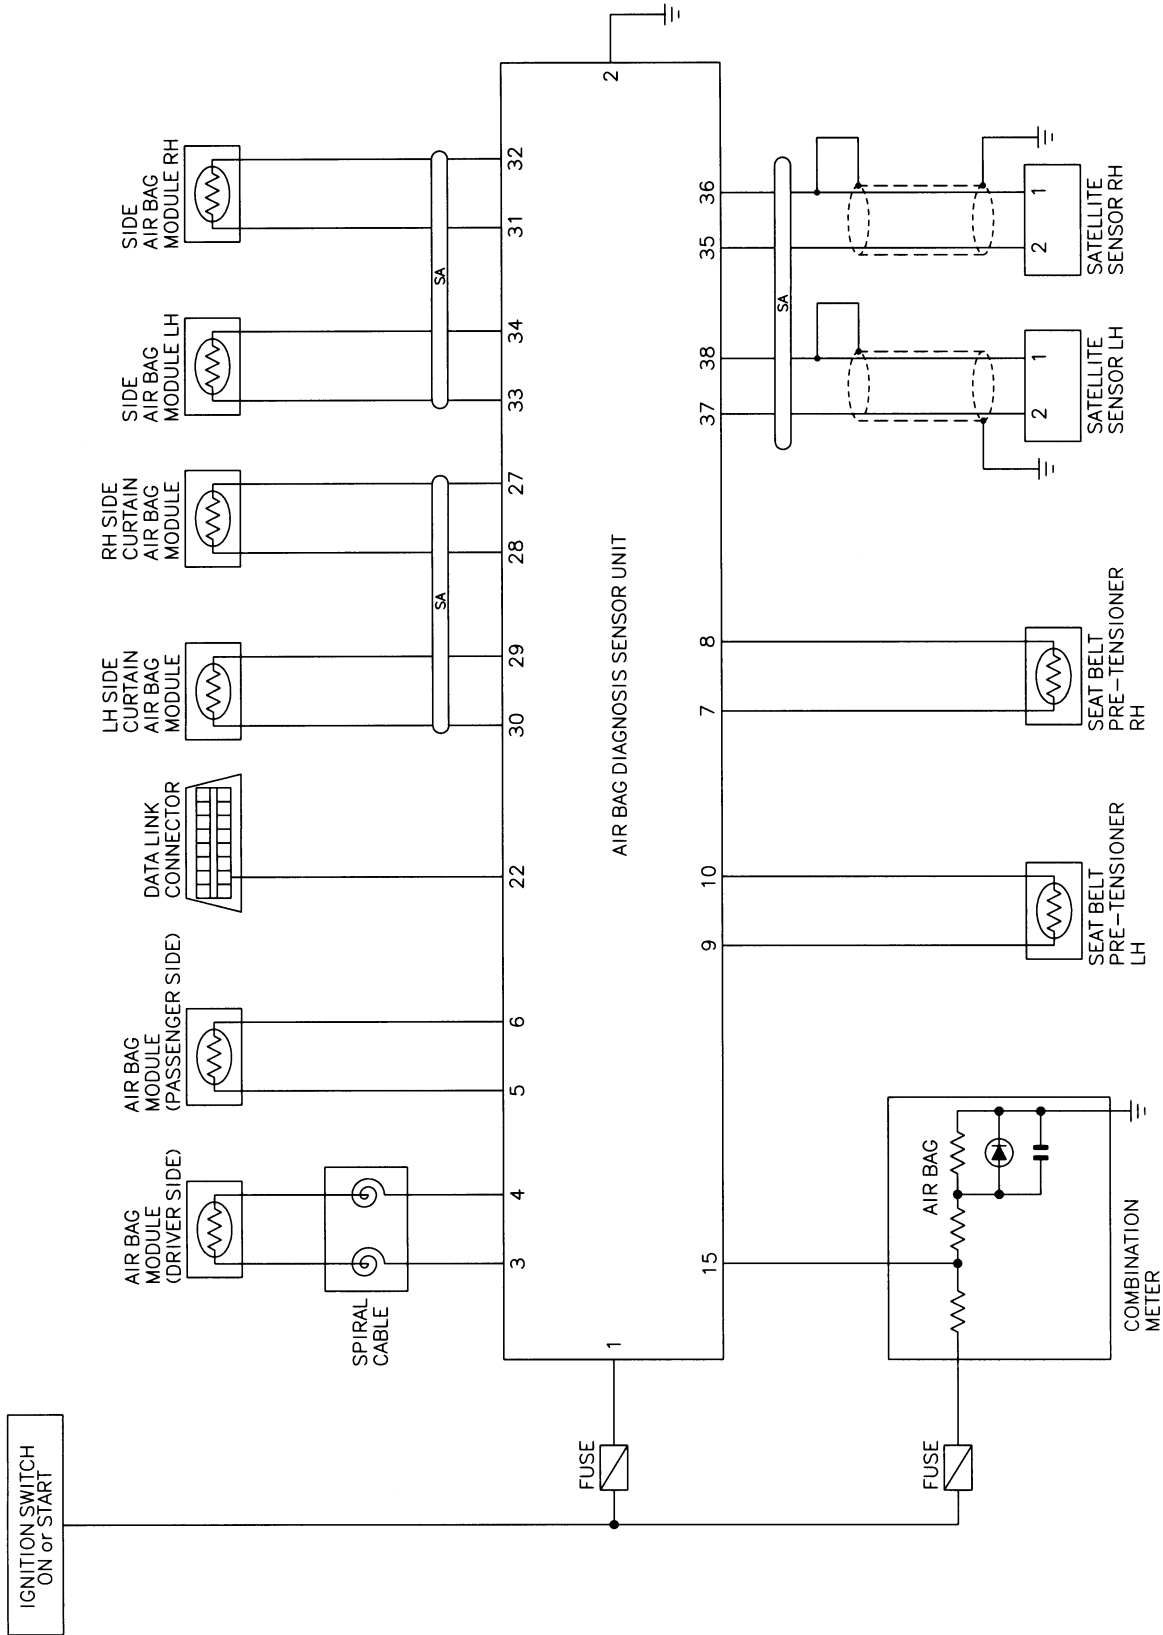 IGNITION SWITCH
ON or START
FUSE
FUSE
AIR BAG
MODULE
(DRIVER SIDE)
SPIRAL
CABLE
AIR BAG
MODULE
(PASSENGER SIDE)
DATA LINK
CONNECTOR
LH SIDE
CURTAIN
AIR BAG
MODULE
RH SIDE
CURTAIN
AIR BAG
MODULE
SIDE
AIR BAG
MODULE LH
SIDE
AIR BAG
MODULE RH
SA
SA
3
4
5
6
22
30
29
28
27
33
34
31
32
1
AIR BAG DIAGNOSIS SENSOR UNIT
2
15
9
10
7
8
37
38
35
36
SA
AIR BAG
COMBINATION
METER
SEAT BELT
PRE-TENSIONER
LH
SEAT BELT
PRE-TENSIONER
RH
2
1
SATELLITE
SENSOR LH
2
1
SATELLITE
SENSOR RH